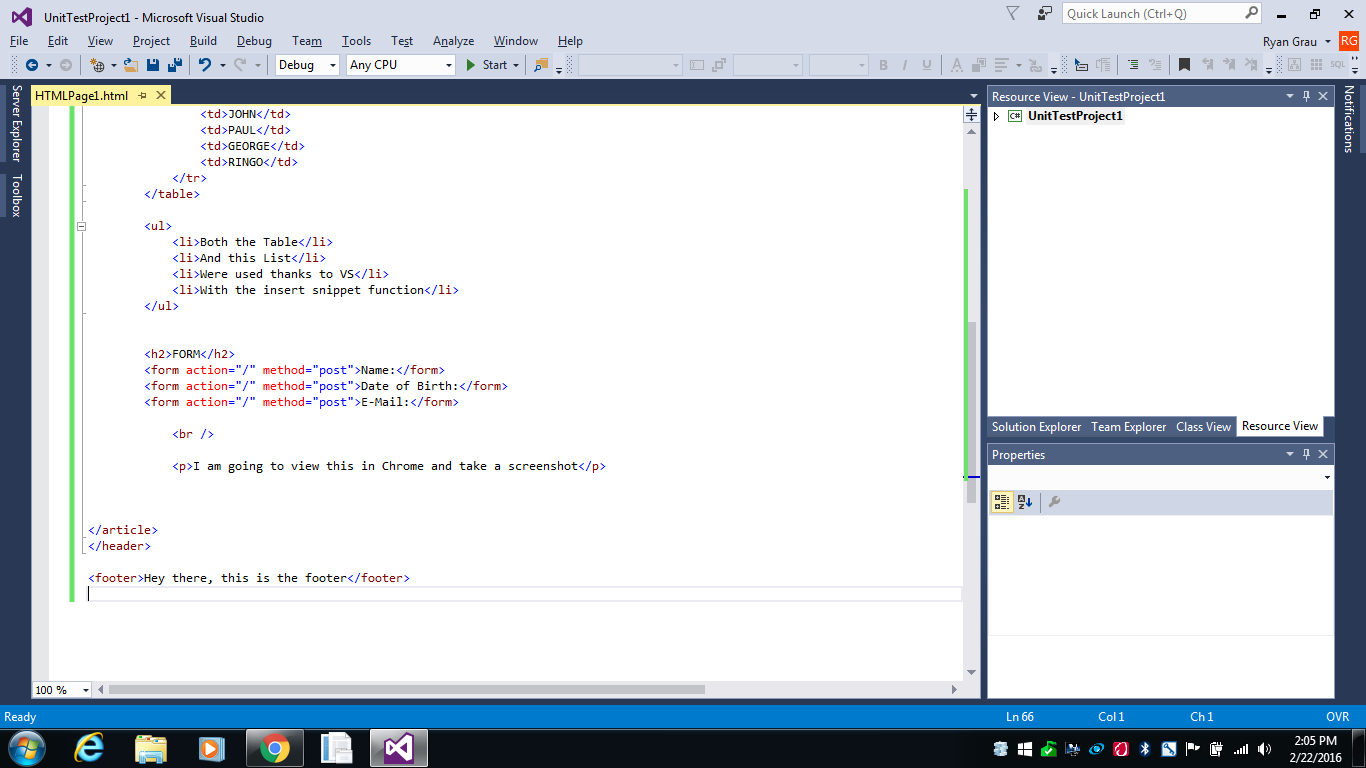 UnitTestProject1 - Microsoft Visual Studio
Quick Launch (Ctrl+Q)
File Edit View Project Build Debug Team Tools Test Analyze Window Help
Ryan Grau RG
Debug Any CPU Start SQL
Server Explorer
Toolbox
HTMLPage1.html
<td>JOHN</td>
<td>PAUL</td>
<td>GEORGE</td>
<td>RINGO</td>
</tr>
</table>
<ul>
<li>Both the Table</li>
<li>And this List</li>
<li>Were used thanks to VS</li>
<li>With the insert snippet function</li>
</ul>
<h2>FORM</h2>
<form action="/" method="post">Name:</form>
<form action="/" method="post">Date of Birth:</form>
<form action="/" method="post">E-Mail:</form>
<br />
<p>I am going to view this in Chrome and take a screenshot</p>
</article>
</header>
<footer>Hey there, this is the footer</footer>
100 %
Resource View - UnitTestProject1
C# UnitTestProject1
Solution Explorer Team Explorer Class View Resource View
Properties
Notifications
Ready Ln 66 Col 1 Ch 1 OVR
2:05 PM
2/22/2016